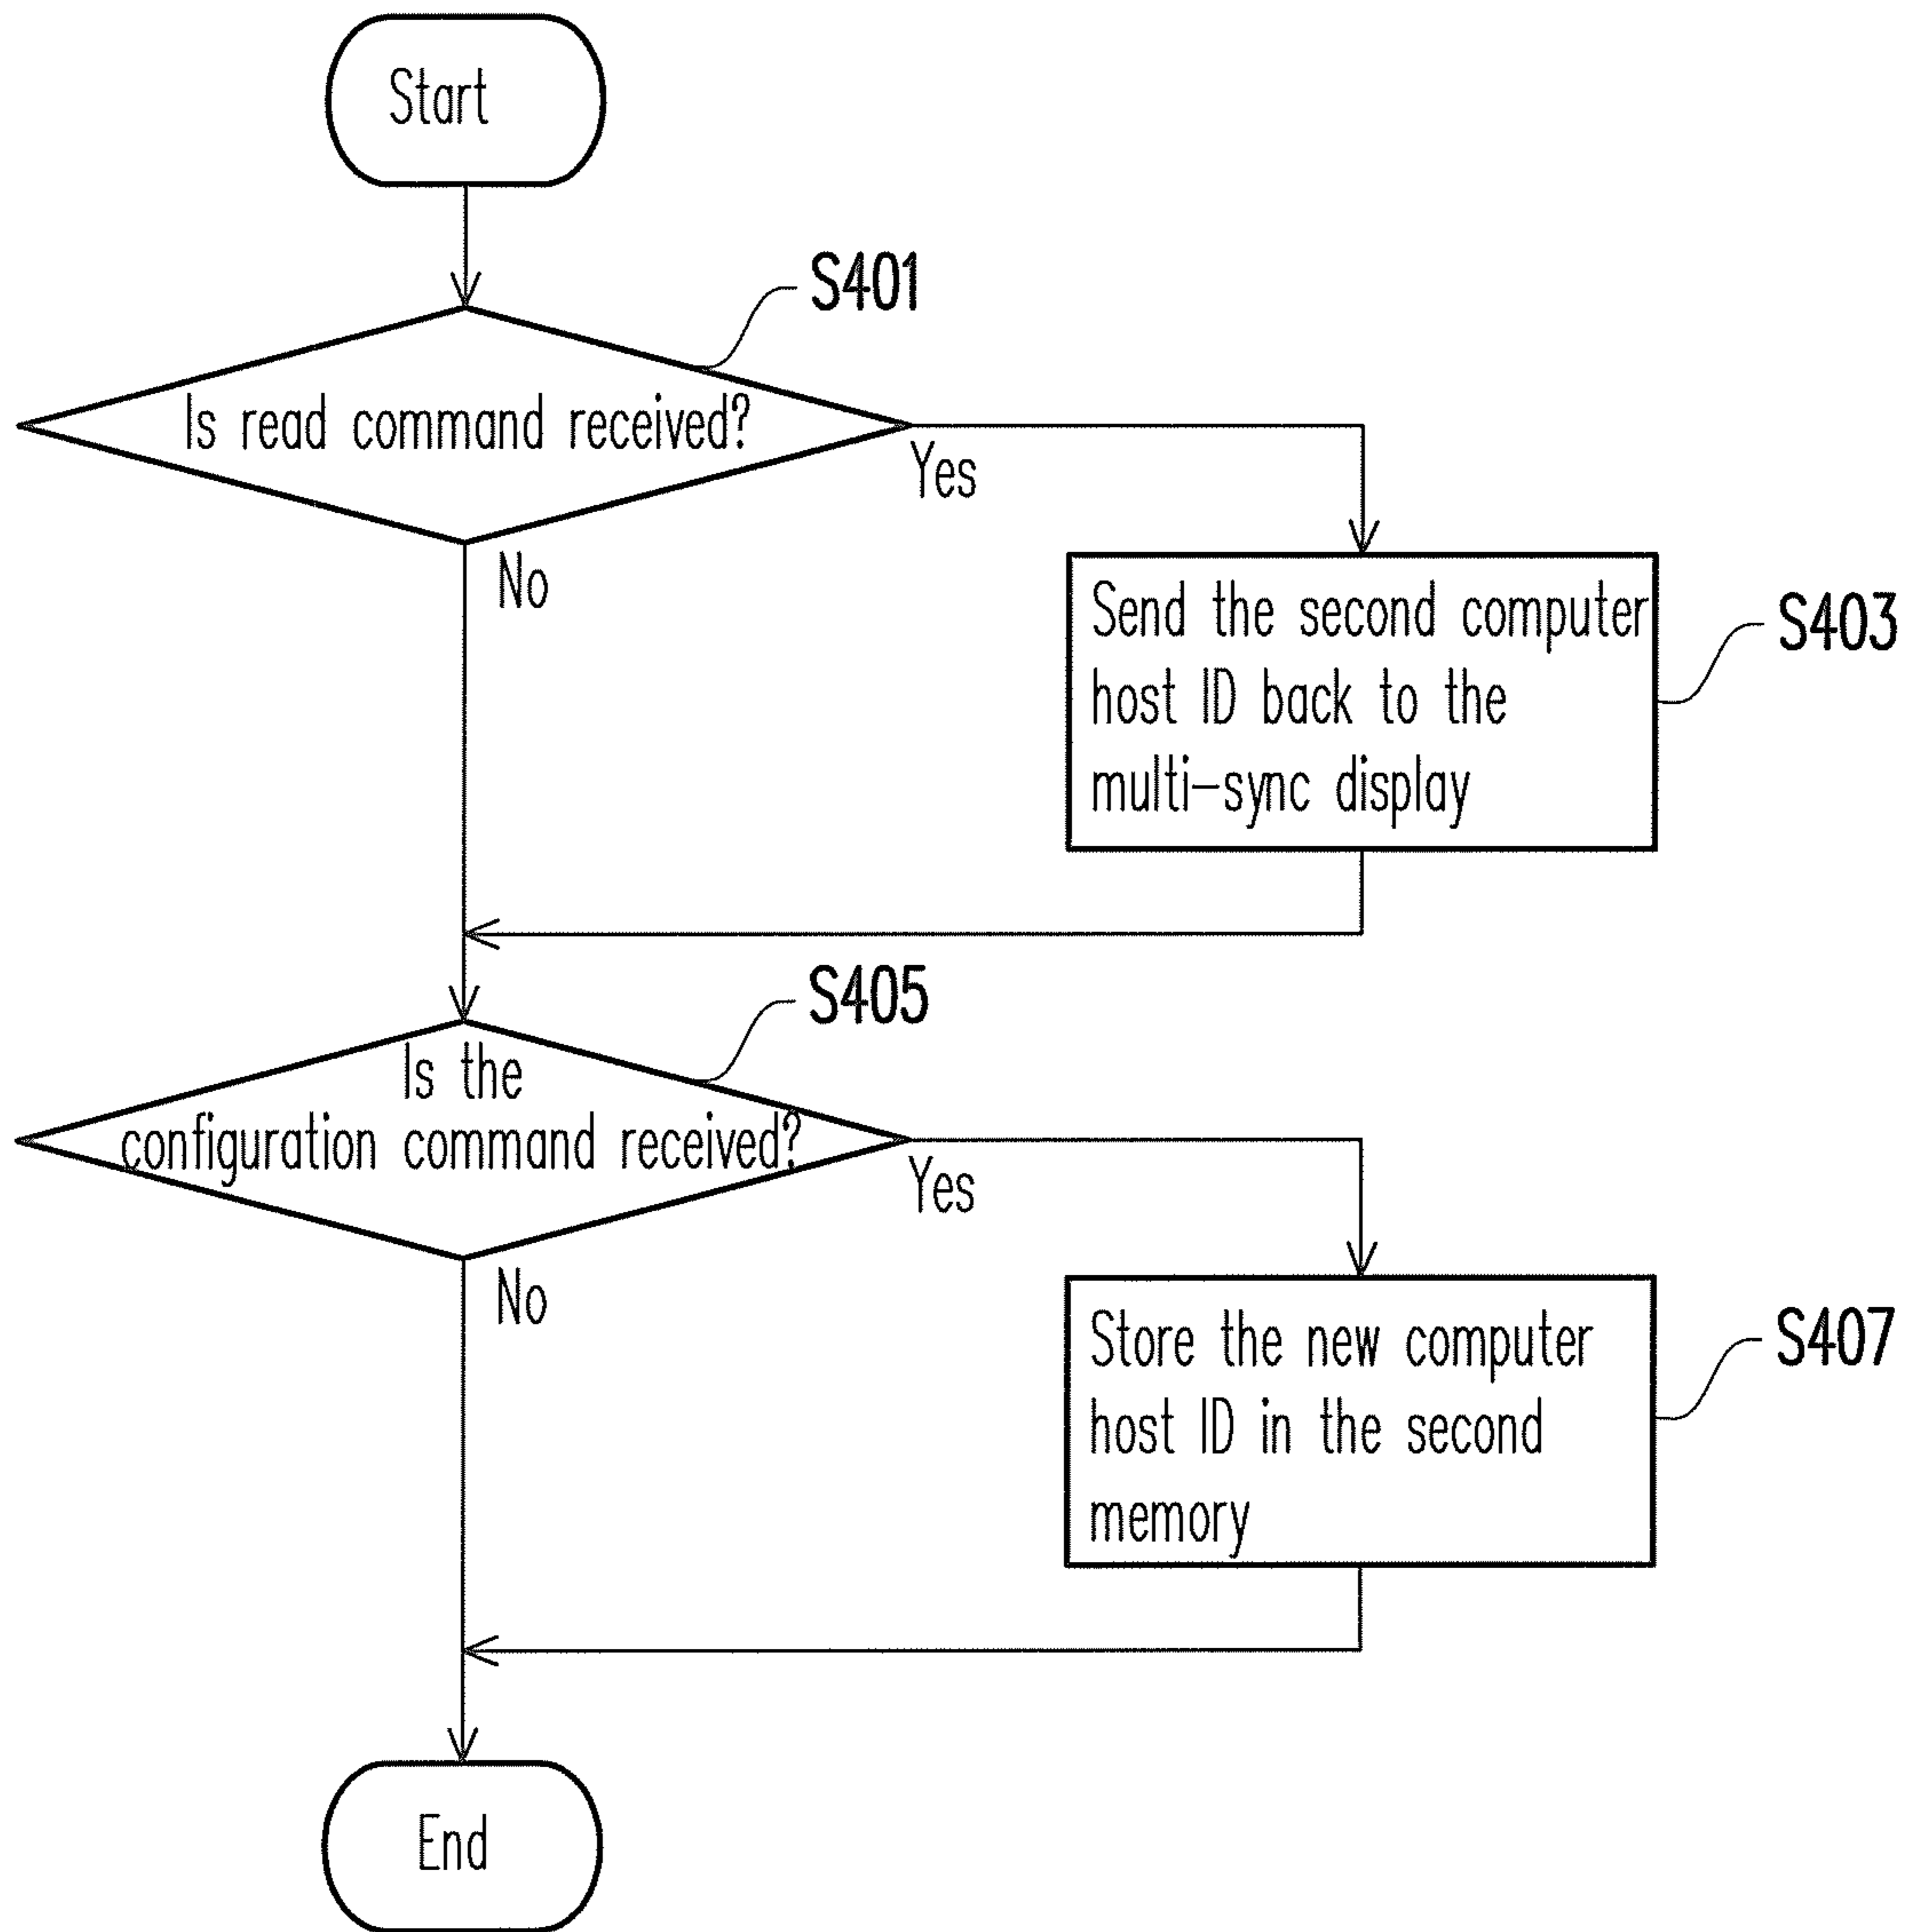 Start
S401
Is read command received?
Yes
No
Send the second computer
host ID back to the
multi-sync display
S403
S405
Is the
configuration command received?
Yes
No
Store the new computer
host ID in the second
memory
S407
End